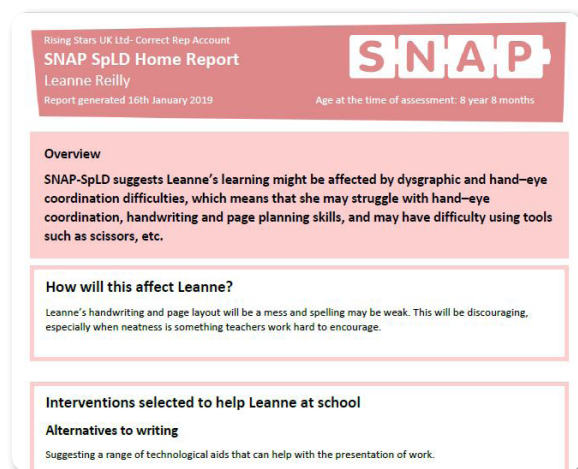 Rising Stars UK Ltd- Correct Rep Account
SNAP SpLD Home Report
Leanne Reilly
Report generated 16th January 2019
SNAP
Age at the time of assessment: 8 year 8 months
Overview
SNAP-SpLD suggests Leanne's learning might be affected by dysgraphic and hand–eye
coordination difficulties, which means that she may struggle with hand–eye
coordination, handwriting and page planning skills, and may have difficulty using tools
such as scissors, etc.
How will this affect Leanne?
Leanne's handwriting and page layout will be a mess and spelling may be weak. This will be discouraging,
especially when neatness is something teachers work hard to encourage.
Interventions selected to help Leanne at school
Alternatives to writing
Suggesting a range of technological aids that can help with the presentation of work.